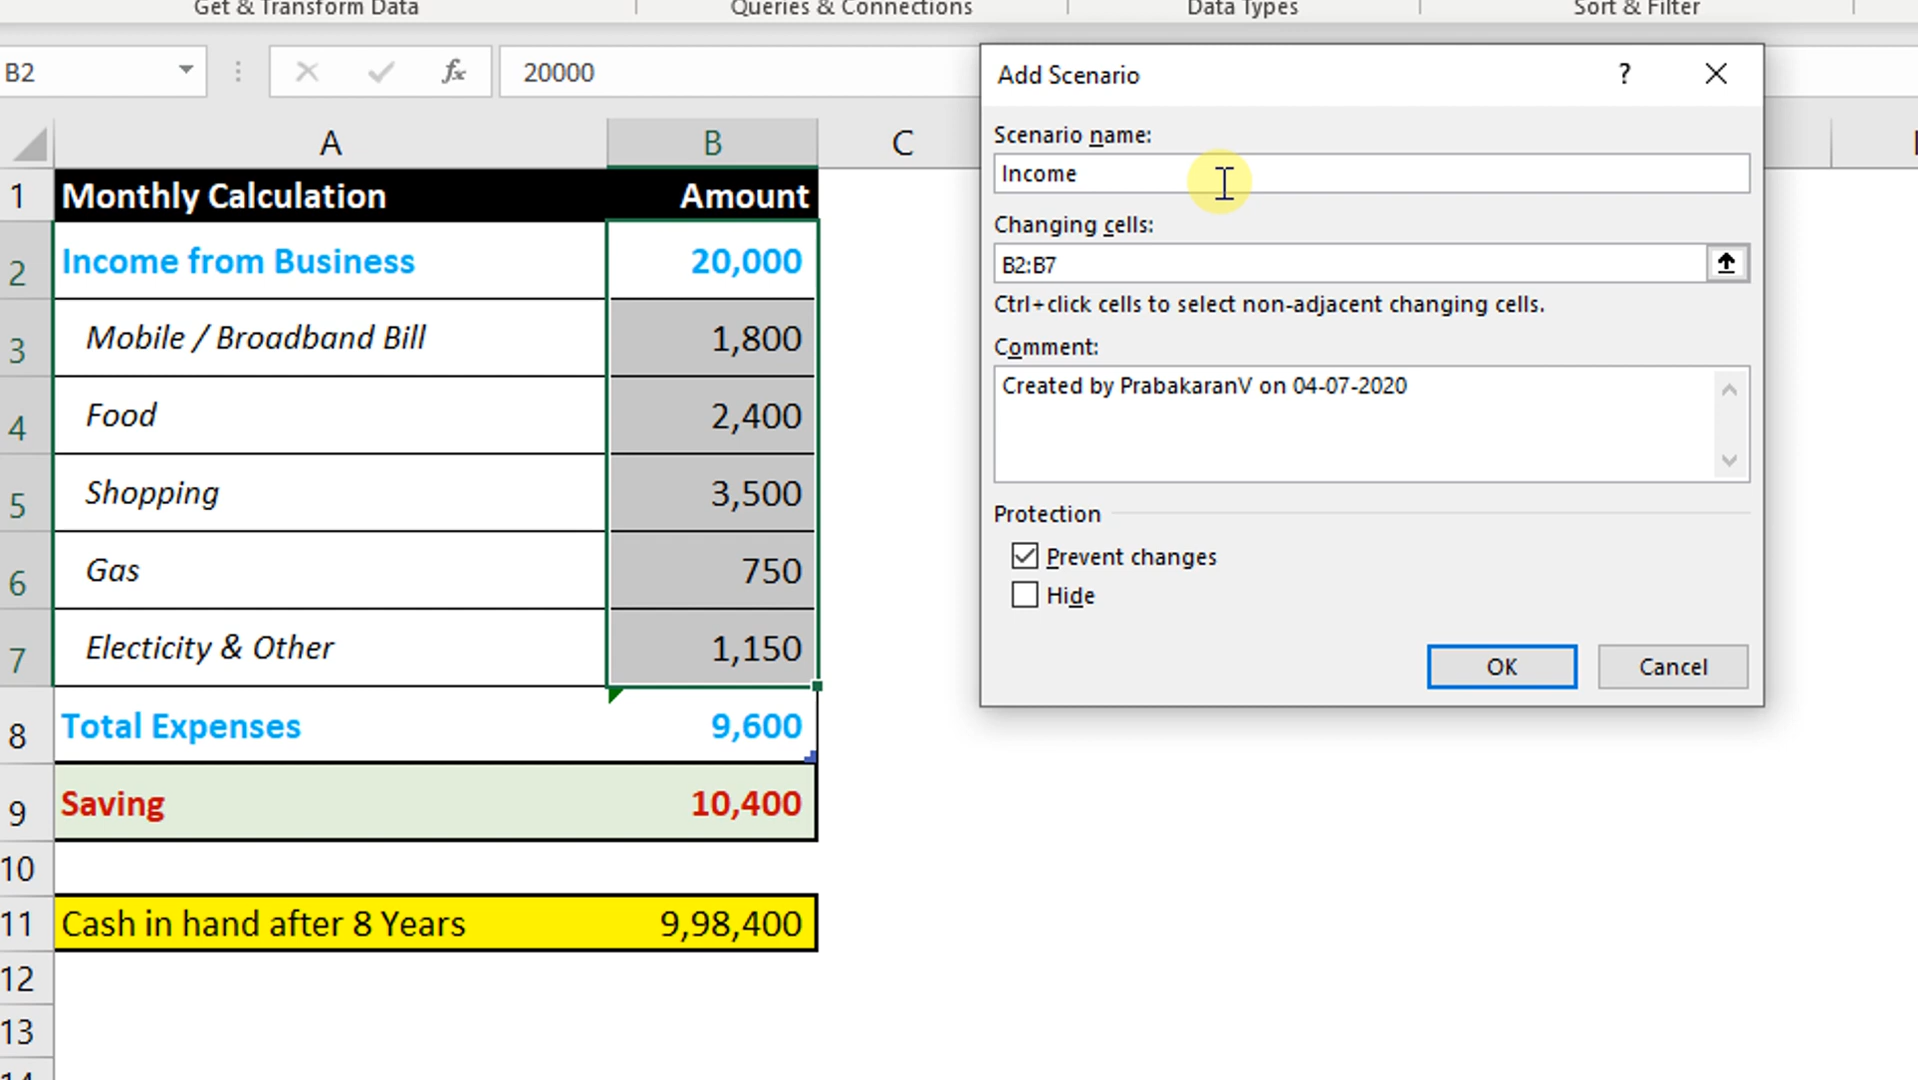 Get & Transform Data Queries & Connections Data Types Sort & Filter
B2 fx 20000
A B C
1 Monthly Calculation Amount
2 Income from Business 20,000
3 Mobile / Broadband Bill 1,800
4 Food 2,400
5 Shopping 3,500
6 Gas 750
7 Electicity & Other 1,150
8 Total Expenses 9,600
9 Saving 10,400
10
11 Cash in hand after 8 Years 9,98,400
12
13
Add Scenario ?
Scenario name:
Income
Changing cells:
B2:B7
Ctrl+click cells to select non-adjacent changing cells.
Comment:
Created by PrabakaranV on 04-07-2020
Protection
Prevent changes
Hide
OK Cancel